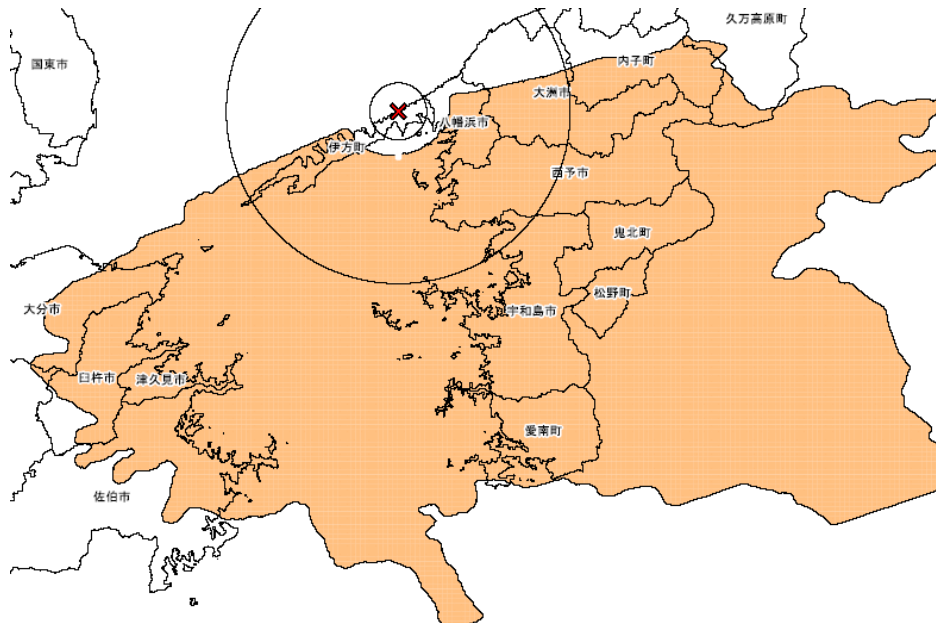 久万高原町
国東市
内子町
大洲市
八幡浜市
伊方町
西予市
鬼北町
松野町
大分市
宇和島市
臼杵市
津久見市
愛南町
佐伯市